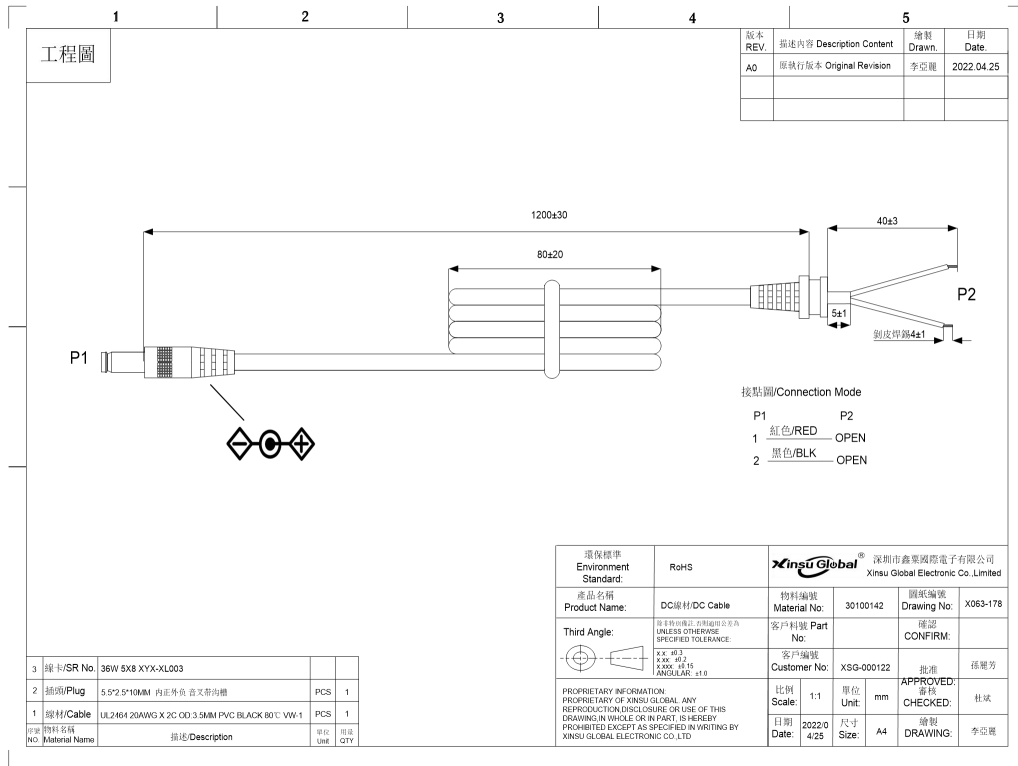 1 2 3 4 5
工程圖
版本 REV. 描述内容 Description Content 繪製 Drawn. 日期 Date.
A0 原執行版本 Original Revision 李亞麗 2022.04.25
1200±30
40±3
80±20
P2
5±1
剝皮焊錫4±1
P1
接點圖/Connection Mode
P1 P2
1 紅色/RED OPEN
2 黑色/BLK OPEN
環保標準 Environment Standard: RoHS
Xinsu Global® 深圳市鑫粟國際電子有限公司
Xinsu Global Electronic Co.,Limited
產品名稱 Product Name: DC線材/DC Cable
物料編號 Material No: 30100142
圖紙編號 Drawing No: X063-178
Third Angle:
除非特別備註,否則適用公差為
UNLESS OTHERWSE
SPECIFIED TOLERANCE:
x.x: ±0.3
x.xx: ±0.2
x.xxx: ±0.15
ANGULAR: ±1.0
客戶料號 Part No:
確認 CONFIRM:
客戶編號 Customer No: XSG-000122
批准 APPROVED: 孫麗芳
PROPRIETARY INFORMATION:
PROPRIETARY OF XINSU GLOBAL. ANY
REPRODUCTION,DISCLOSURE OR USE OF THIS
DRAWING,IN WHOLE OR IN PART, IS HEREBY
PROHIBITED EXCEPT AS SPECIFIED IN WRITING BY
XINSU GLOBAL ELECTRONIC CO.,LTD
比例 Scale: 1:1 單位 Unit: mm 審核 CHECKED: 杜斌
日期 Date: 2022/04/25 尺寸 Size: A4 繪製 DRAWING: 李亞麗
3 線卡/SR No. 36W 5X8 XYX-XL003
2 插頭/Plug 5.5*2.5*10MM 内正外负 音叉带沟槽 PCS 1
1 線材/Cable UL2464 20AWG X 2C OD:3.5MM PVC BLACK 80℃ VW-1 PCS 1
序號 NO. 物料名稱 Material Name 描述/Description 單位 Unit 用量 QTY